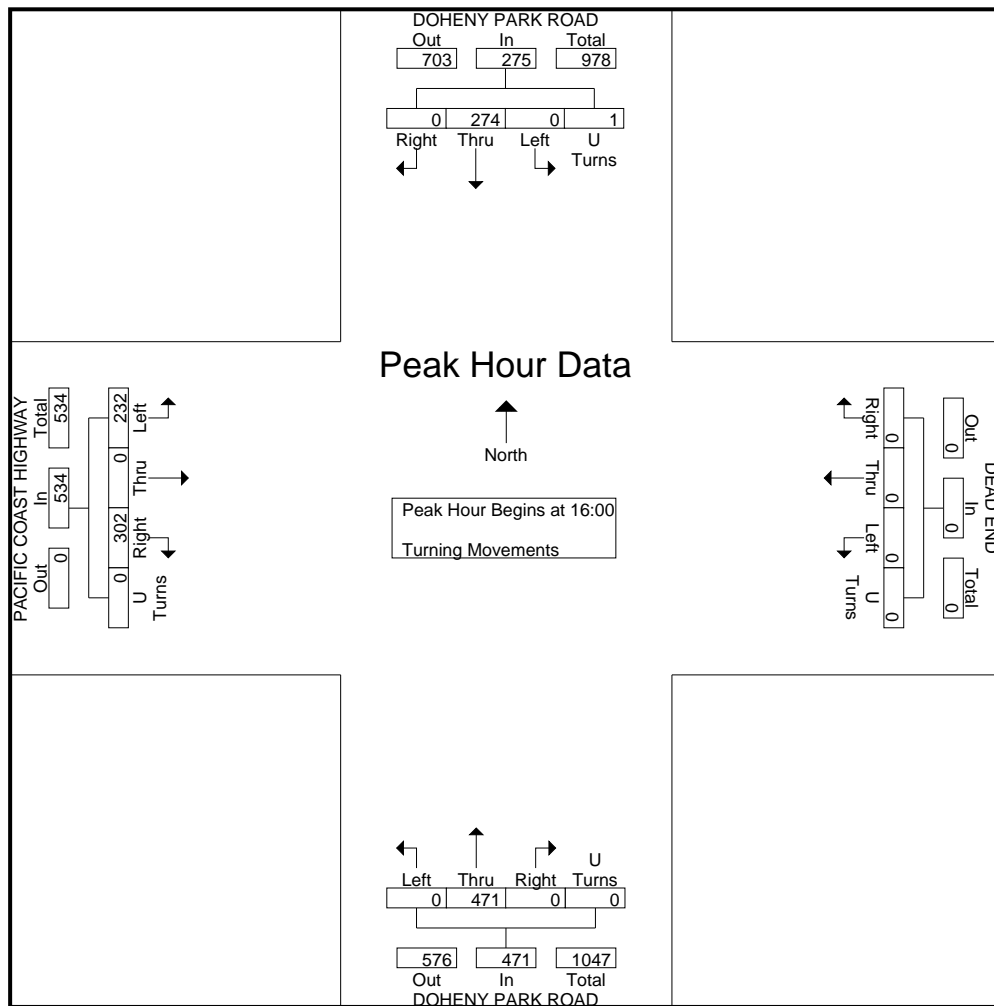 DOHENY PARK ROAD
Out In Total
703 275 978
0 274 0 1
Right Thru Left U
Turns
Peak Hour Data
North
Peak Hour Begins at 16:00
Turning Movements
PACIFIC COAST HIGHWAY
Out In Total
0 534 534
0 302 0 232
U Right Thru Left
Turns
DEAD END
Out In Total
0 0 0
0 0 0 0
Right Thru Left U
Turns
U
Left Thru Right Turns
0 471 0 0
576 471 1047
Out In Total
DOHENY PARK ROAD